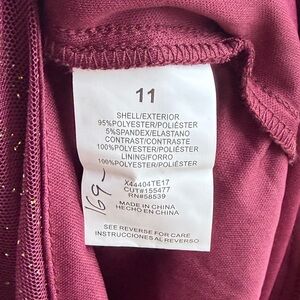 11
SHELL/EXTERIOR
95%POLYESTER/POLIÉSTER
5%SPANDEX/ELASTANO
CONTRAST/CONTRASTE
100%POLYESTER/POLIÉSTER
LINING/FORRO
100%POLYESTER/POLIÉSTER
X44404TE17
CUT#155477
RN#58539
MADE IN CHINA
HECHO EN CHINA
SEE REVERSE FOR CARE
INSTRUCCIONES AL REVERSO
169-